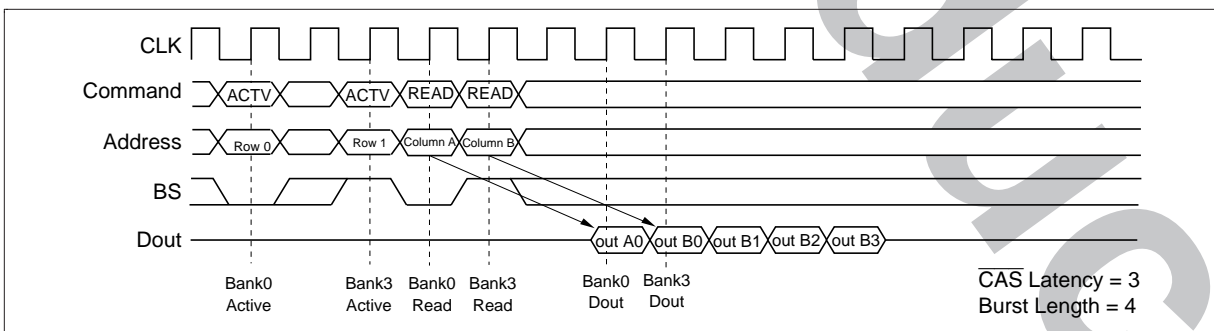 CLK
Command ACTV ACTV READ READ
Address Row 0 Row 1 Column A Column B
BS
Dout out A0 out B0 out B1 out B2 out B3
Bank0 Active
Bank3 Active
Bank0 Read
Bank3 Read
Bank0 Dout
Bank3 Dout
CAS Latency = 3
Burst Length = 4